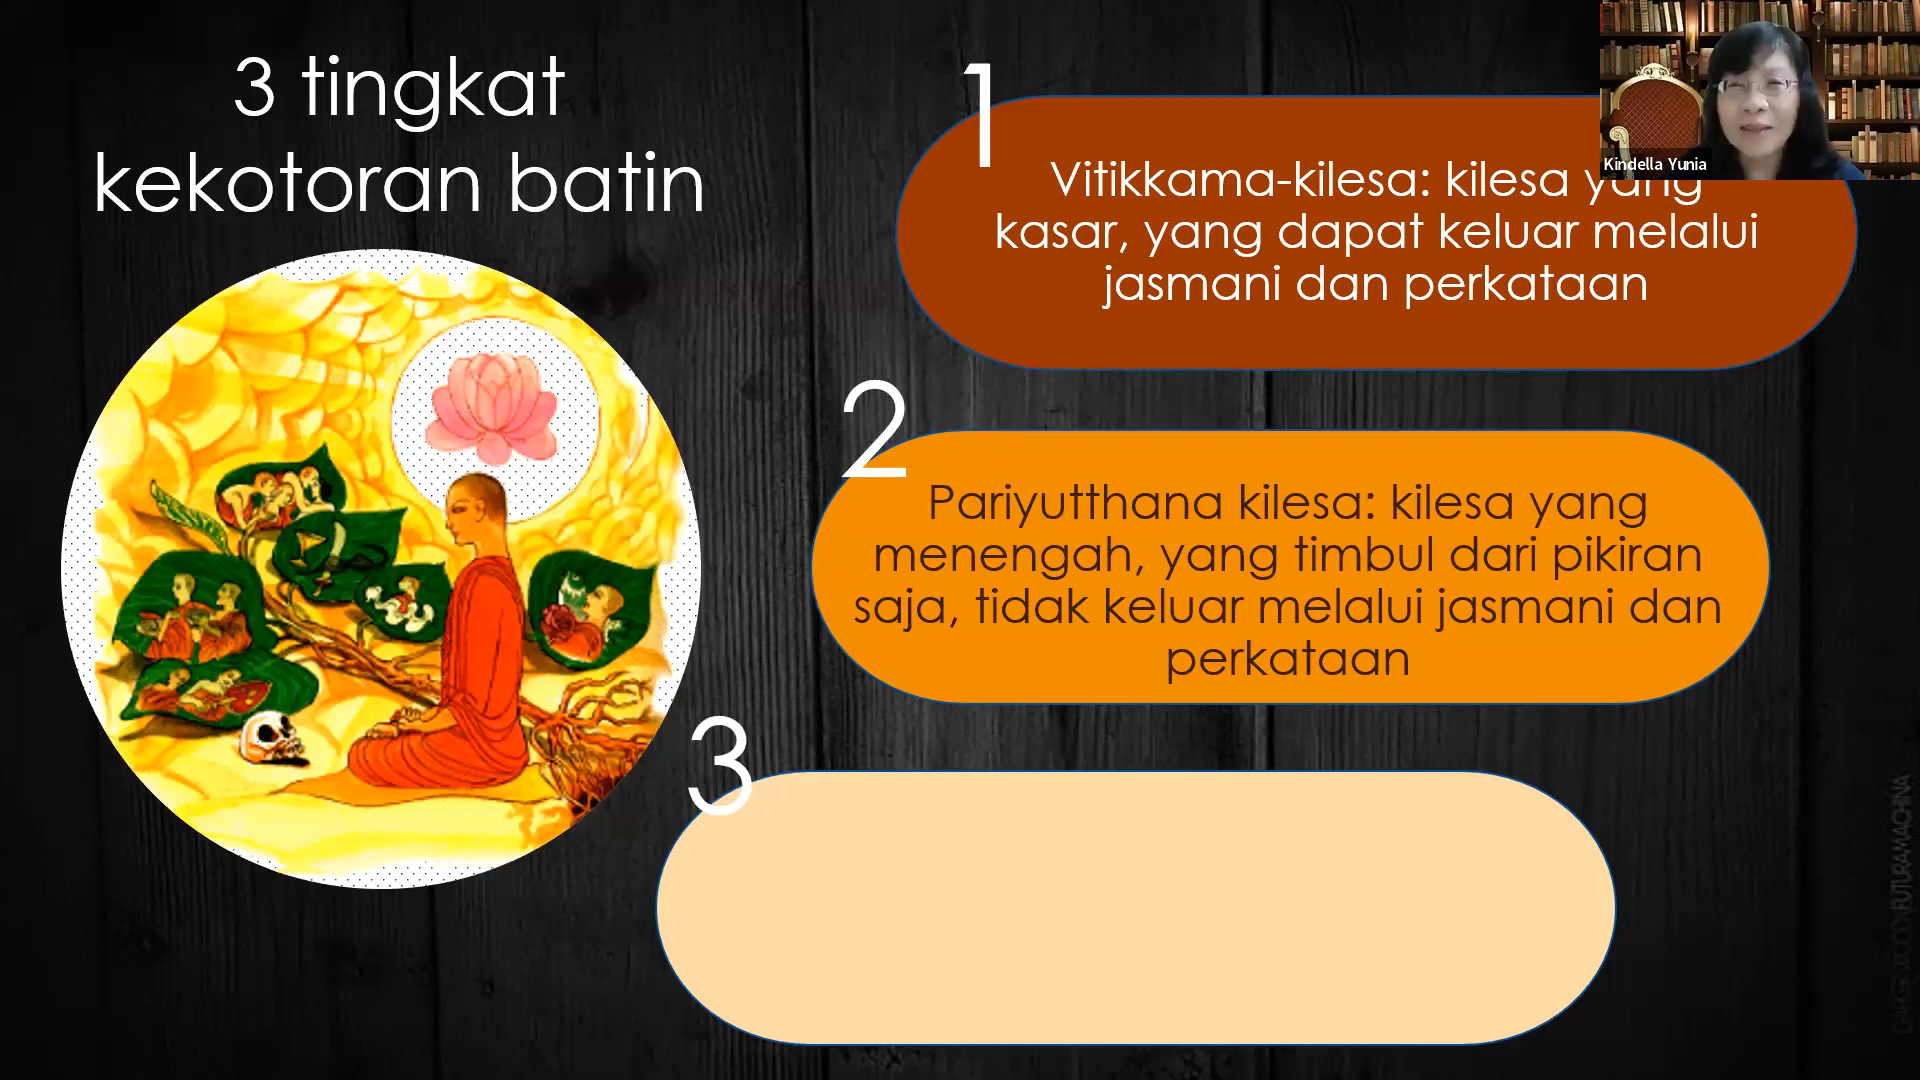 3 tingkat
kekotoran batin
1
Vitikkama-kilesa: kilesa yang
kasar, yang dapat keluar melalui
jasmani dan perkataan
2
Pariyutthana kilesa: kilesa yang
menengah, yang timbul dari pikiran
saja, tidak keluar melalui jasmani dan
perkataan
3
Kindella Yunia